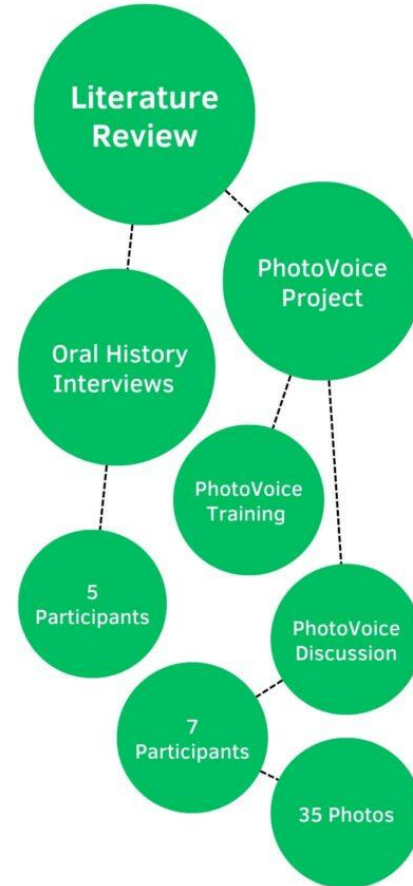 Literature
Review
PhotoVoice
Project
Oral History
Interviews
PhotoVoice
Training
5
Participants
PhotoVoice
Discussion
7
Participants
35 Photos